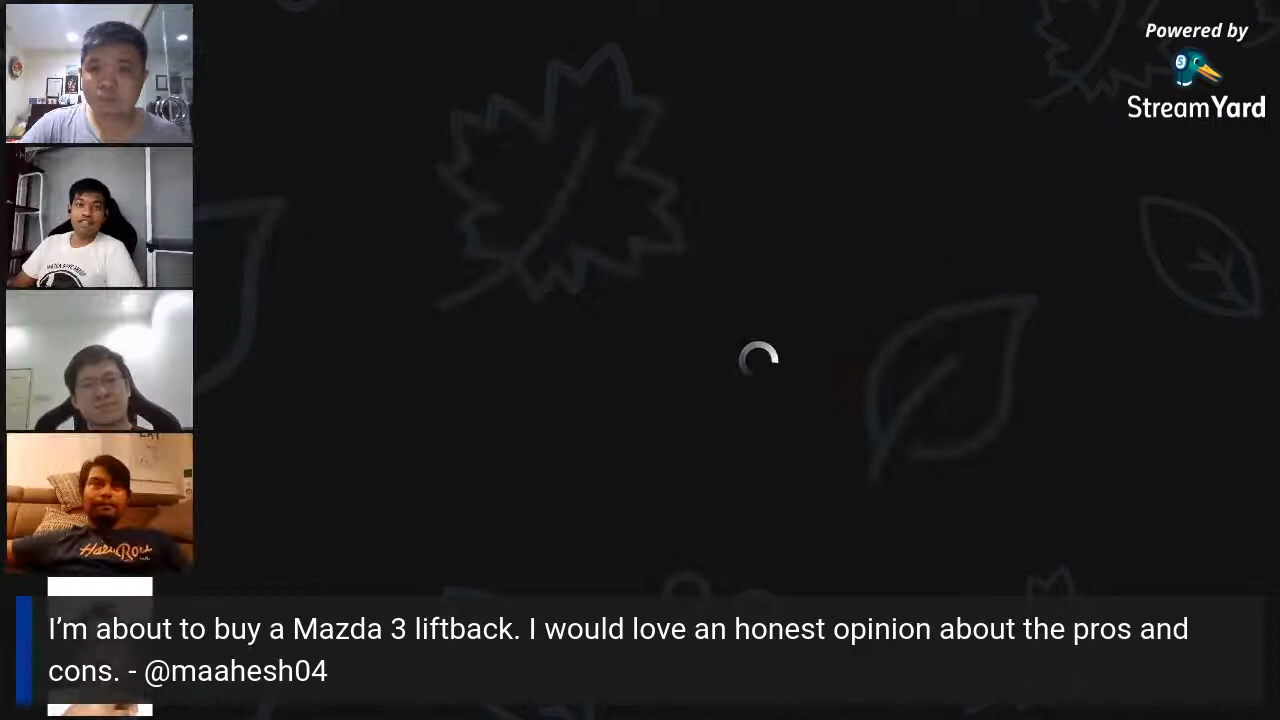 Powered by
StreamYard
I’m about to buy a Mazda 3 liftback. I would love an honest opinion about the pros and
cons. - @maahesh04